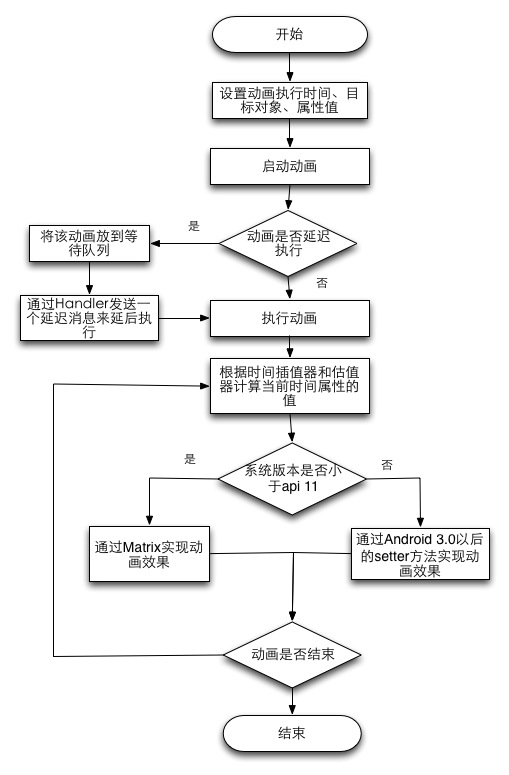 开始
设置动画执行时间、目
标对象、属性值
启动动画
动画是否延迟
执行
是
否
将该动画放到等
待队列
通过Handler发送一
个延迟消息来延后执
行
执行动画
根据时间插值器和估值
器计算当前时间属性的
值
系统版本是否小
于api 11
是
否
通过Matrix实现动
画效果
通过Android 3.0以后
的setter方法实现动
画效果
动画是否结束
结束